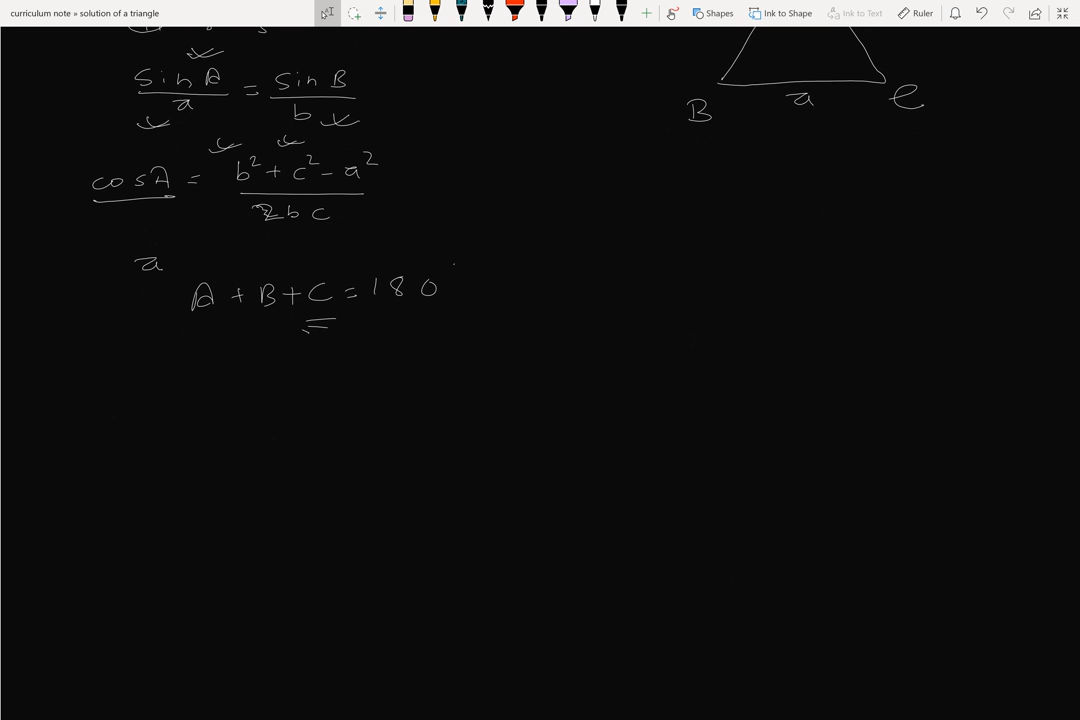 curriculum note » solution of a triangle
Shapes
Ink to Shape
Ink to Text
Ruler
sin A / a = sin B / b
B a C
cos A = b² + c² - a² / 2bc
a
A + B + C = 180